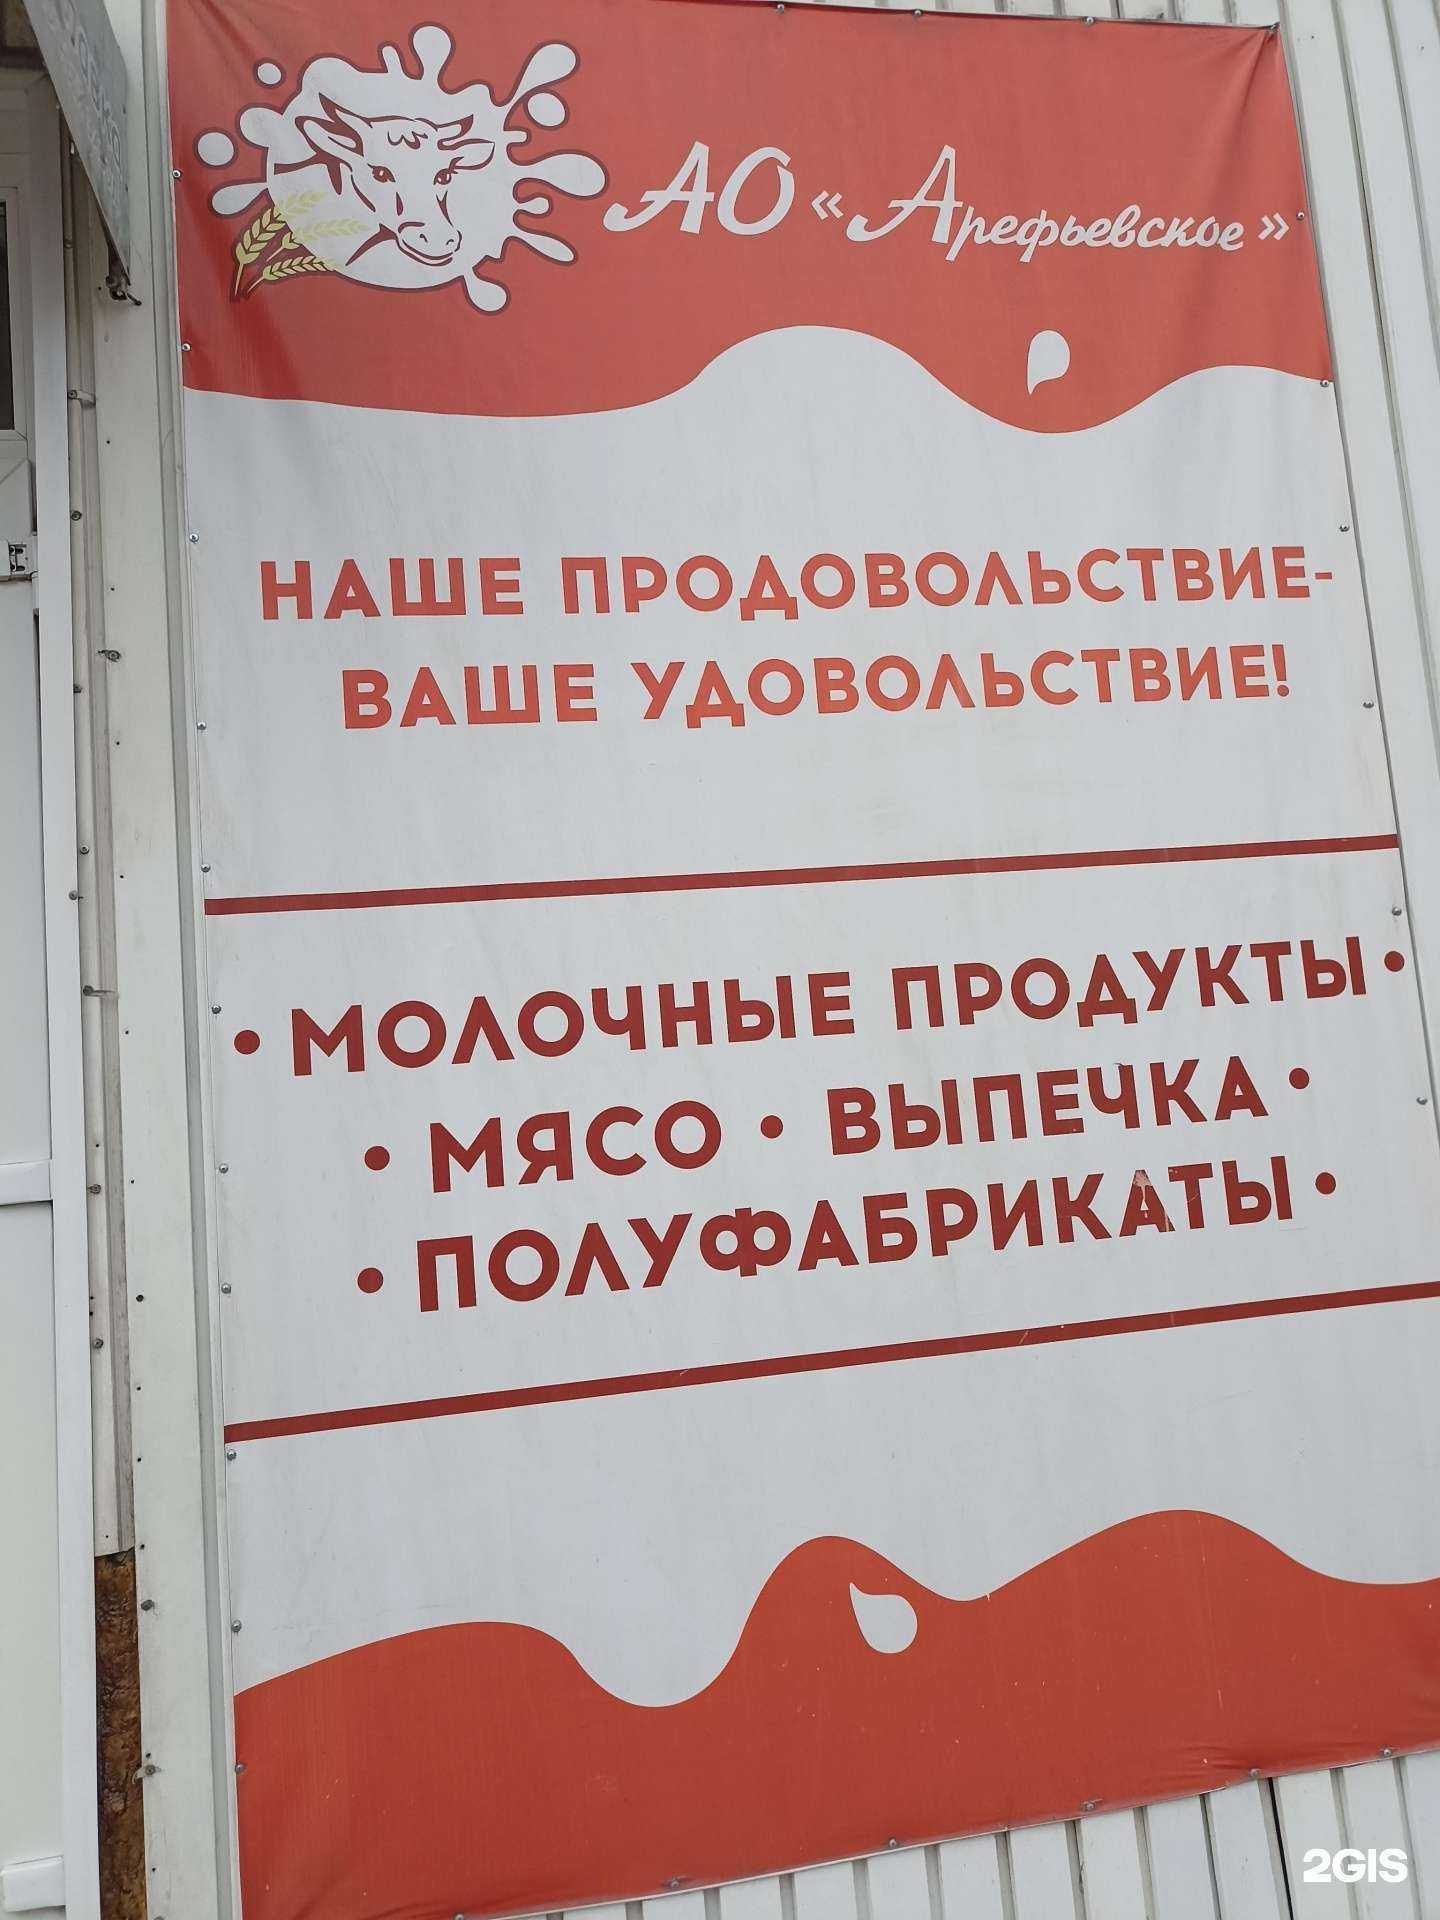 АО «Арефьевское»
НАШЕ ПРОДОВОЛЬСТВИЕ-
ВАШЕ УДОВОЛЬСТВИЕ!
• МОЛОЧНЫЕ ПРОДУКТЫ •
• МЯСО • ВЫПЕЧКА •
• ПОЛУФАБРИКАТЫ •
2GIS